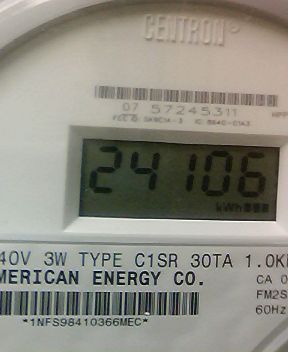 CENTRON
07 57245311
24106
kWh
40V 3W TYPE C1SR 30TA 1.0K
MERICAN ENERGY CO.
CA 0
FM2S
60Hz
*1NFS98410366MEC*